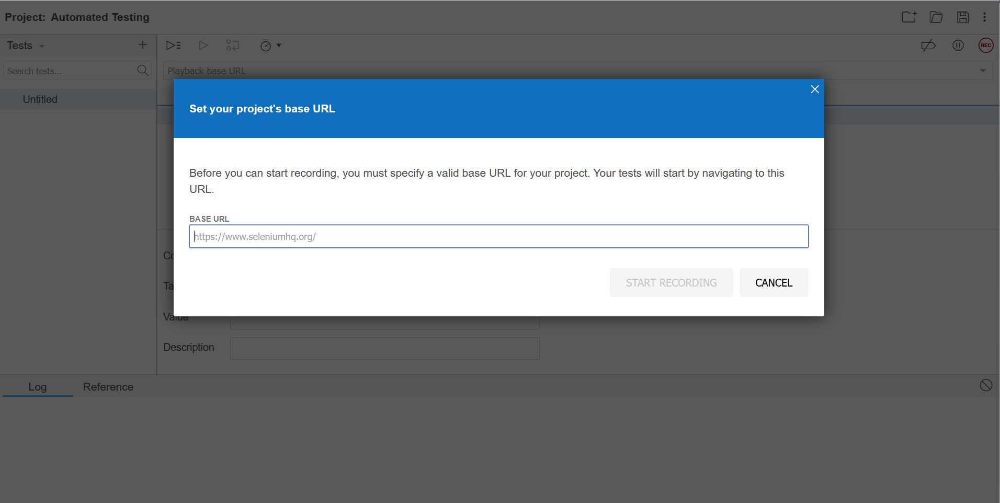 Project: Automated Testing
Tests
Search tests...
Untitled
REC
Playback base URL
Set your project's base URL
Before you can start recording, you must specify a valid base URL for your project. Your tests will start by navigating to this
URL.
BASE URL
https://www.seleniumhq.org/
START RECORDING
CANCEL
Co
Ta
Value
Description
Log
Reference